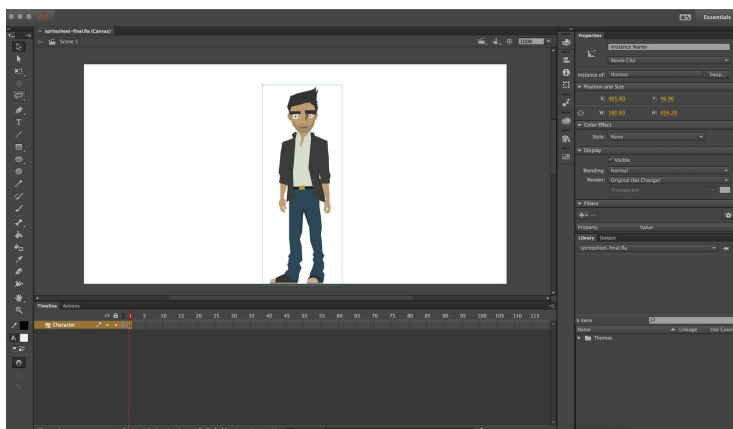 An
Essentials
× spritesheet-final.fla (Canvas)
Scene 1
100%
Properties
<Instance Name>
Movie Clip
Instance of: Thomas
Swap...
Position and Size
X: 405.80 Y: 46.90
W: 180.60 H: 456.20
Color Effect
Style: None
Display
Visible
Blending: Normal
Render: Original (No Change)
Transparent
Filters
Property Value
Library Output
spritesheet-final.fla
6 items
Name Linkage Use Coun
Thomas
Timeline Actions
1 5 10 15 20 25 30 35 40 45 50 55 60 65 70 75 80 85 90 95 100 105 110 115
Character